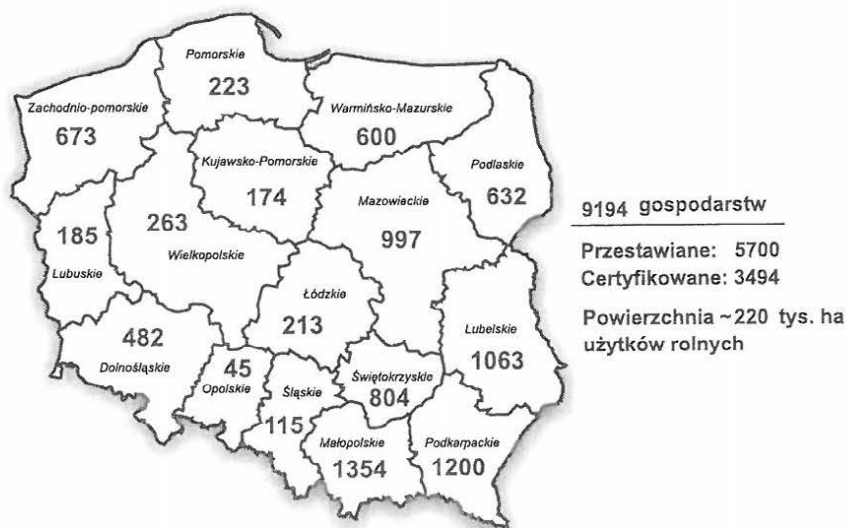 Pomorskie
223
Zachodnio-pomorskie
673
Warmińsko-Mazurskie
600
Kujawsko-Pomorskie
174
Podlaskie
632
Mazowieckie
997
263
Wielkopolskie
185
Lubuskie
Łódzkie
213
482
Dolnośląskie
45
Opolskie
Śląskie
115
Świętokrzyskie
804
Lubelskie
1063
Małopolskie
1354
Podkarpackie
1200
9194 gospodarstw
Przestawiane: 5700
Certyfikowane: 3494
Powierzchnia ~220 tys. ha
użytków rolnych